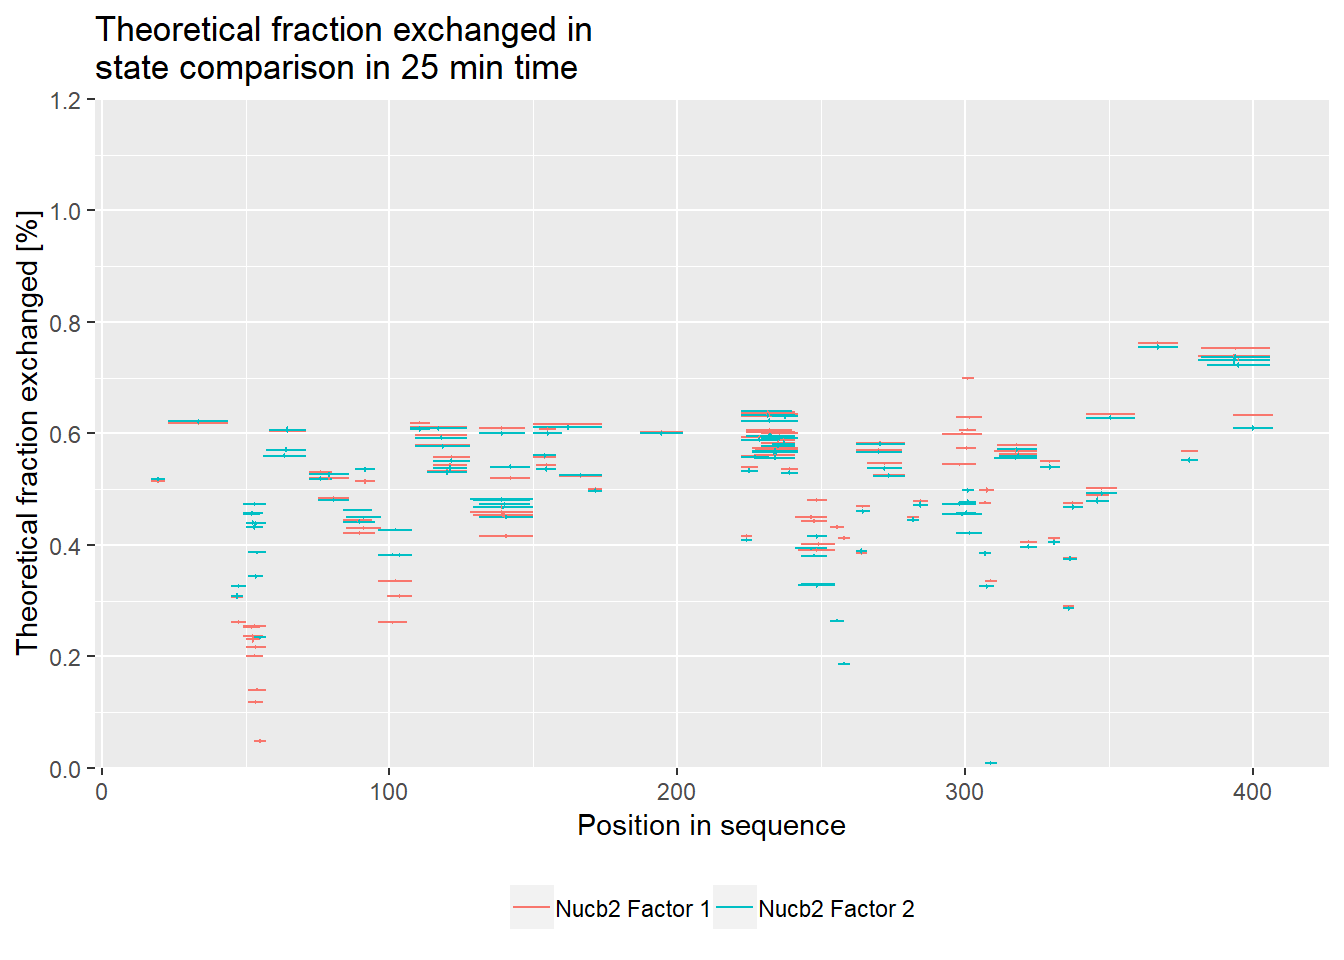 Theoretical fraction exchanged in
state comparison in 25 min time
Theoretical fraction exchanged [%]
1.2
1.0
0.8
0.6
0.4
0.2
0.0
0 100 200 300 400
Position in sequence
Nucb2 Factor 1 Nucb2 Factor 2